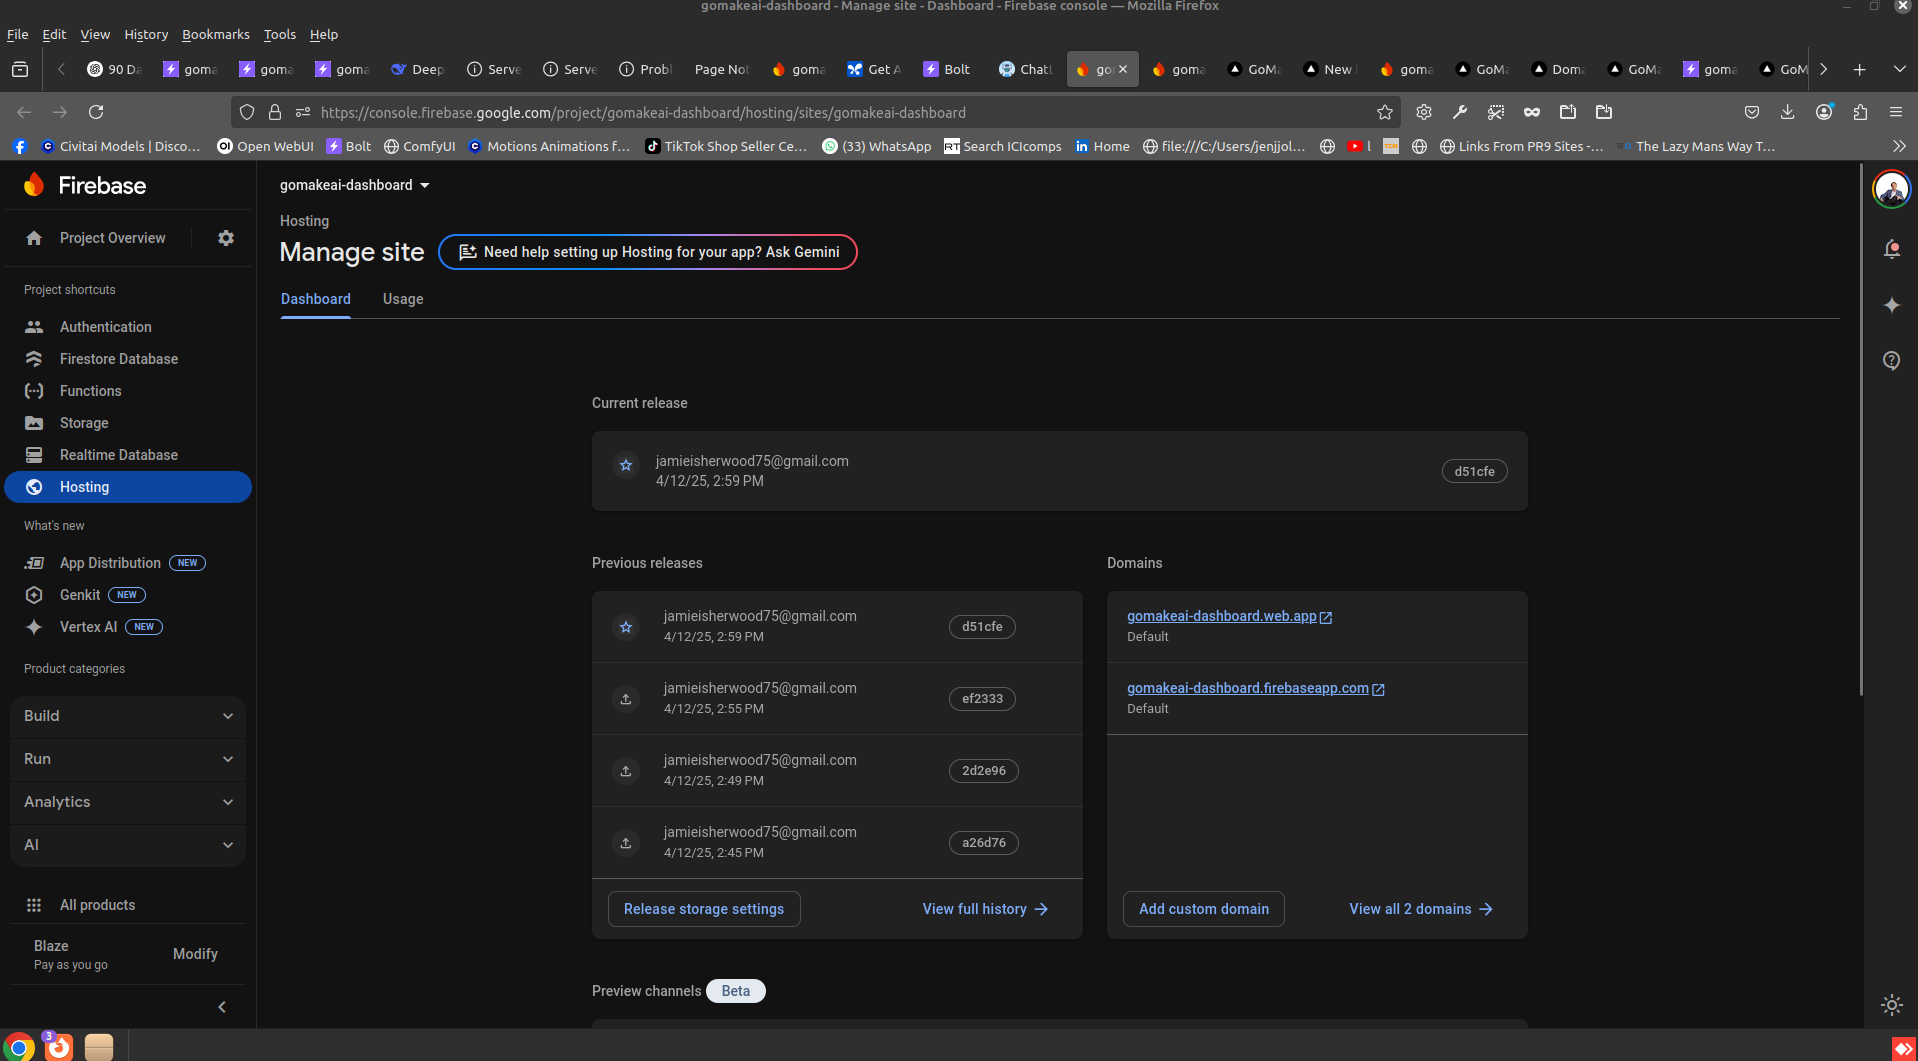 gomakeai-dashboard - Manage site - Dashboard - Firebase console — Mozilla Firefox
File Edit View History Bookmarks Tools Help
90 Da goma goma goma Deep Serve Serve Probl Page Not goma Get A Bolt Chat go goma GoMa New goma GoMa Doma GoMa goma GoM
https://console.firebase.google.com/project/gomakeai-dashboard/hosting/sites/gomakeai-dashboard
Civitai Models | Disco... OI Open WebUI Bolt ComfyUI Motions Animations f... TikTok Shop Seller Ce... (33) WhatsApp RT Search ICIcomps in Home file:///C:/Users/jenjjol... l Links From PR9 Sites -... The Lazy Mans Way T...
Firebase
Project Overview
Project shortcuts
Authentication
Firestore Database
Functions
Storage
Realtime Database
Hosting
What's new
App Distribution NEW
Genkit NEW
Vertex AI NEW
Product categories
Build
Run
Analytics
AI
All products
Blaze
Pay as you go
Modify
gomakeai-dashboard
Hosting
Manage site
Need help setting up Hosting for your app? Ask Gemini
Dashboard Usage
Current release
jamieisherwood75@gmail.com
4/12/25, 2:59 PM
d51cfe
Previous releases
jamieisherwood75@gmail.com
4/12/25, 2:59 PM
d51cfe
jamieisherwood75@gmail.com
4/12/25, 2:55 PM
ef2333
jamieisherwood75@gmail.com
4/12/25, 2:49 PM
2d2e96
jamieisherwood75@gmail.com
4/12/25, 2:45 PM
a26d76
Release storage settings View full history
Domains
gomakeai-dashboard.web.app
Default
gomakeai-dashboard.firebaseapp.com
Default
Add custom domain View all 2 domains
Preview channels Beta
3